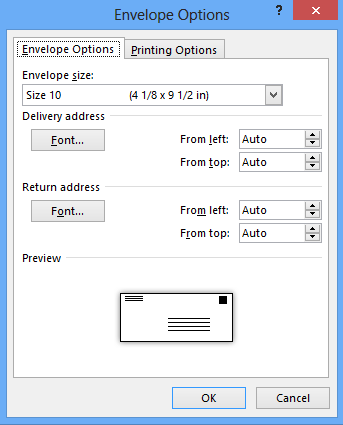 Envelope Options
? x
Envelope Options Printing Options
Envelope size:
Size 10 (4 1/8 x 9 1/2 in)
Delivery address
Font... From left: Auto
From top: Auto
Return address
Font... From left: Auto
From top: Auto
Preview
OK Cancel